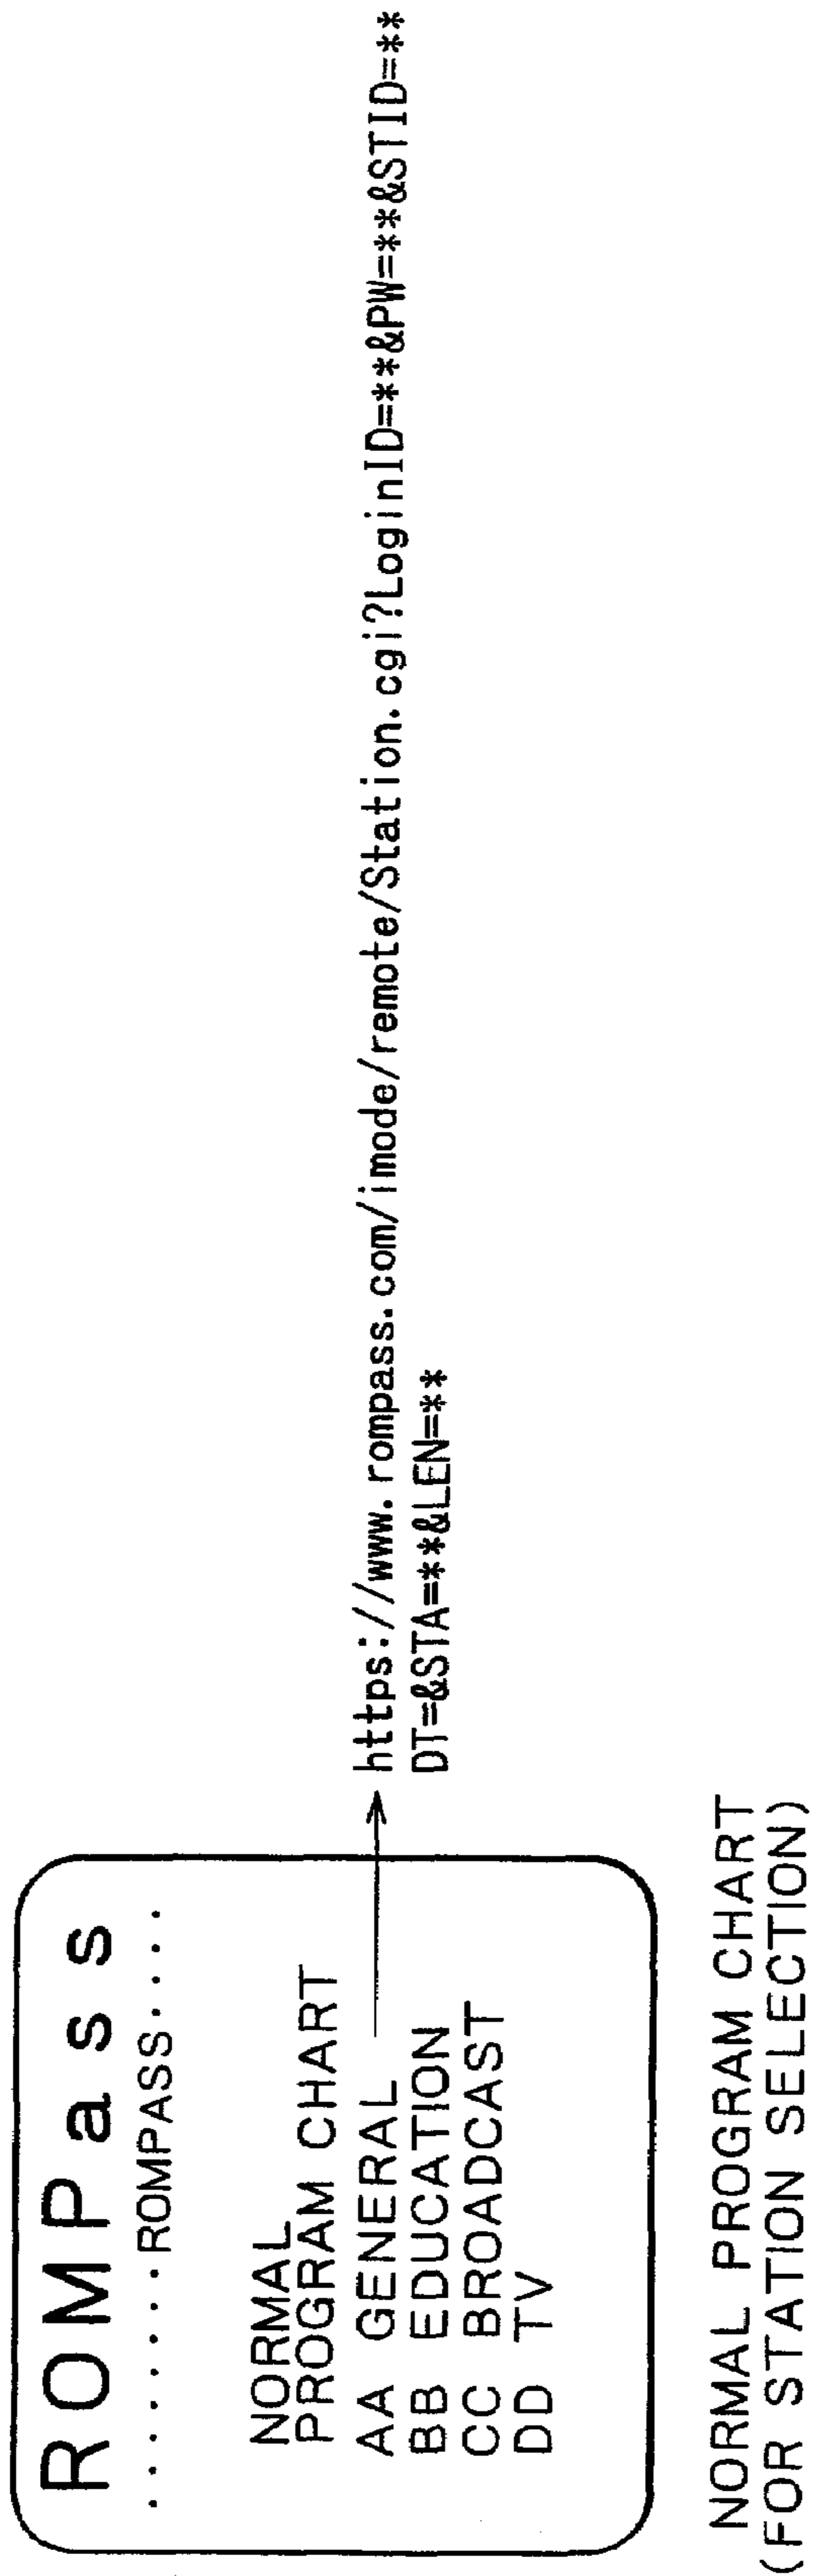 ROMPass
........ROMPASS....
NORMAL
PROGRAM CHART
AA GENERAL
BB EDUCATION
CC BROADCAST
DD TV
https://www.rompass.com/imode/remote/Station.cgi?LoginID=**&PW=**&STID=**
DT=&STA=**&LEN=**
NORMAL PROGRAM CHART
(FOR STATION SELECTION)